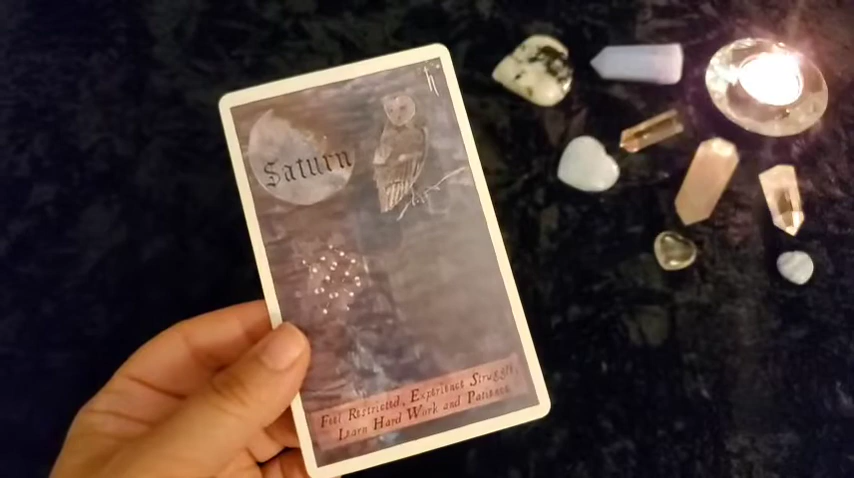 Saturn
♄
Feel Restricted, Experience Struggle,
Learn Hard Work and Patience